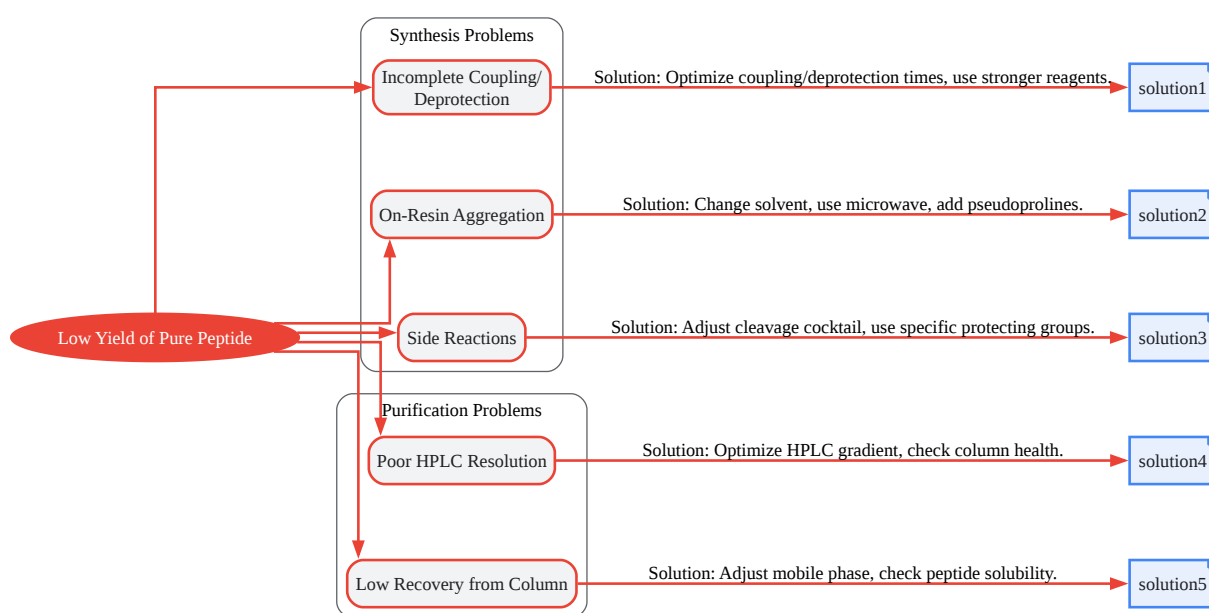 Synthesis Problems
Incomplete Coupling/
Deprotection
Solution: Optimize coupling/deprotection times, use stronger reagents.
solution1
On-Resin Aggregation
Solution: Change solvent, use microwave, add pseudoprolines.
solution2
Low Yield of Pure Peptide
Side Reactions
Solution: Adjust cleavage cocktail, use specific protecting groups.
solution3
Purification Problems
Poor HPLC Resolution
Solution: Optimize HPLC gradient, check column health.
solution4
Low Recovery from Column
Solution: Adjust mobile phase, check peptide solubility.
solution5